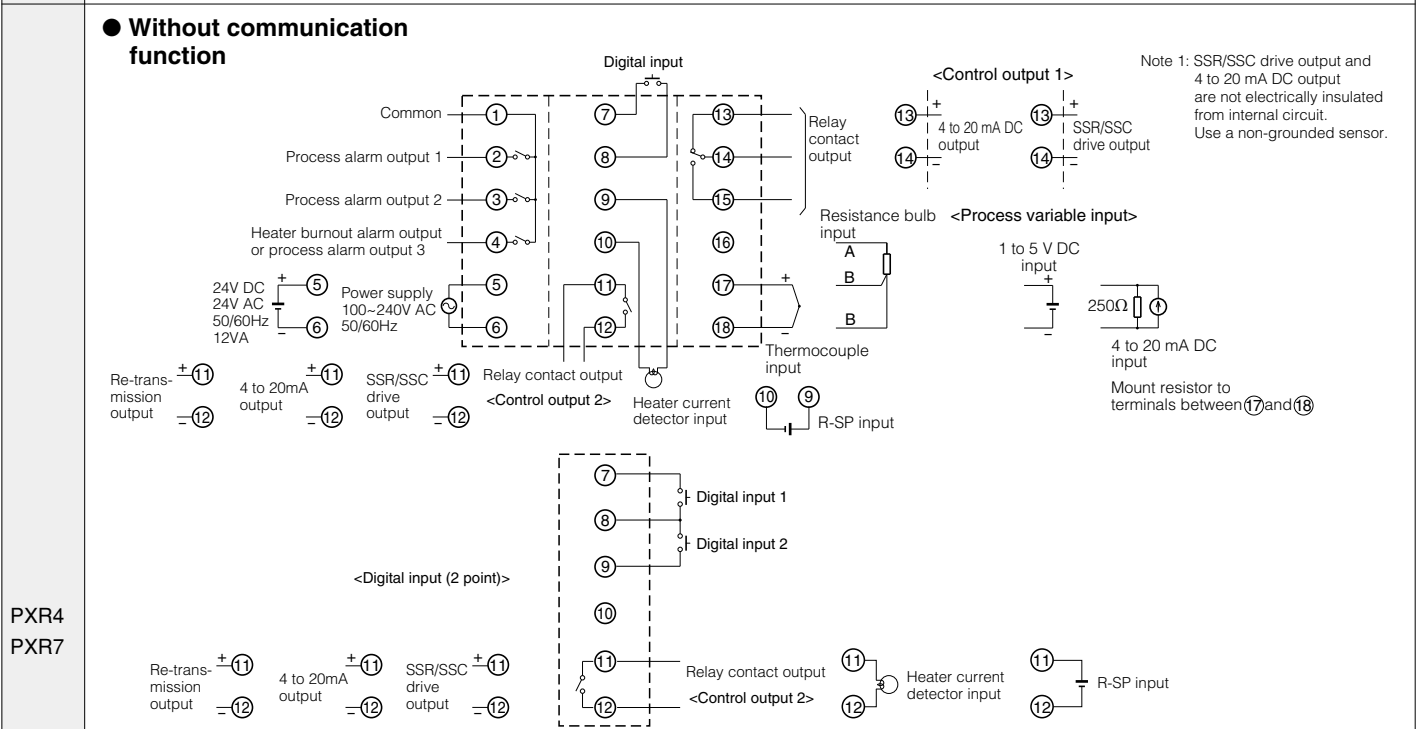 ● Without communication
function
Digital input
Common
Process alarm output 1
Process alarm output 2
Heater burnout alarm output
or process alarm output 3
24V DC
24V AC
50/60Hz
12VA
+
–
5
6
Power supply
100~240V AC
50/60Hz
1
2
3
4
5
6
7
8
9
10
11
12
13
14
15
16
17
18
Relay
contact
output
+
–
<Control output 1>
13
14
+
–
4 to 20 mA DC
output
13
14
+
–
SSR/SSC
drive output
Note 1: SSR/SSC drive output and
4 to 20 mA DC output
are not electrically insulated
from internal circuit.
Use a non-grounded sensor.
Resistance bulb
input
A
B
B
<Process variable input>
1 to 5 V DC
input
+
–
250Ω
4 to 20 mA DC
input
Mount resistor to
terminals between 17 and 18
Thermocouple
input
Re-trans-
mission
output
+ 11
– 12
4 to 20mA
output
+ 11
– 12
SSR/SSC
drive
output
+ 11
– 12
Relay contact output
<Control output 2>
Heater current
detector input
10
9
R-SP input
PXR4
PXR7
<Digital input (2 point)>
7
8
9
10
11
12
Digital input 1
Digital input 2
Re-trans-
mission
output
+ 11
– 12
4 to 20mA
output
+ 11
– 12
SSR/SSC
drive
output
+ 11
– 12
Relay contact output
<Control output 2>
11
12
Heater current
detector input
11
12
R-SP input